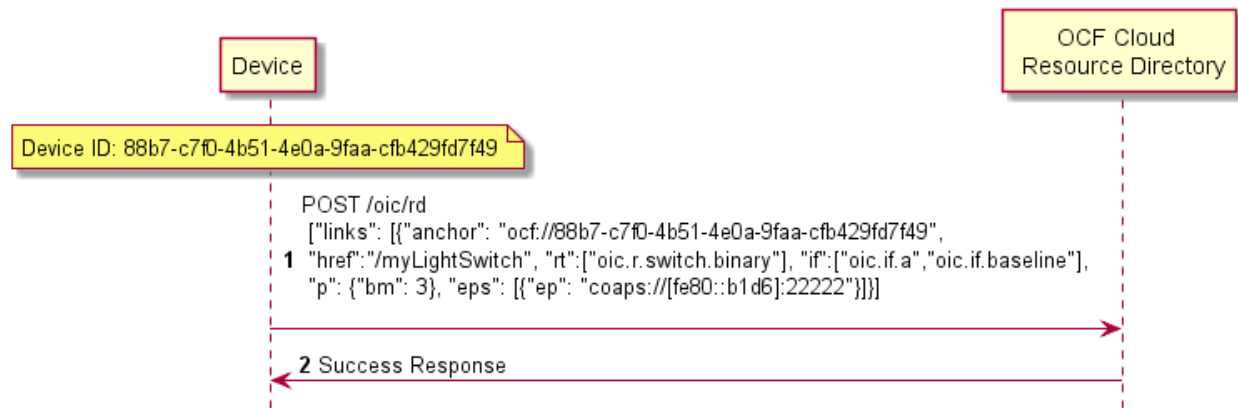 Device
OCF Cloud
Resource Directory
Device ID: 88b7-c7f0-4b51-4e0a-9faa-cfb429fd7f49
POST /oic/rd
["links": [{"anchor": "ocf://88b7-c7f0-4b51-4e0a-9faa-cfb429fd7f49",
1 "href":"/myLightSwitch", "rt":["oic.r.switch.binary"], "if":["oic.if.a","oic.if.baseline"],
"p": {"bm": 3}, "eps": [{"ep": "coaps://[fe80::b1d6]:22222"}]}]
2 Success Response